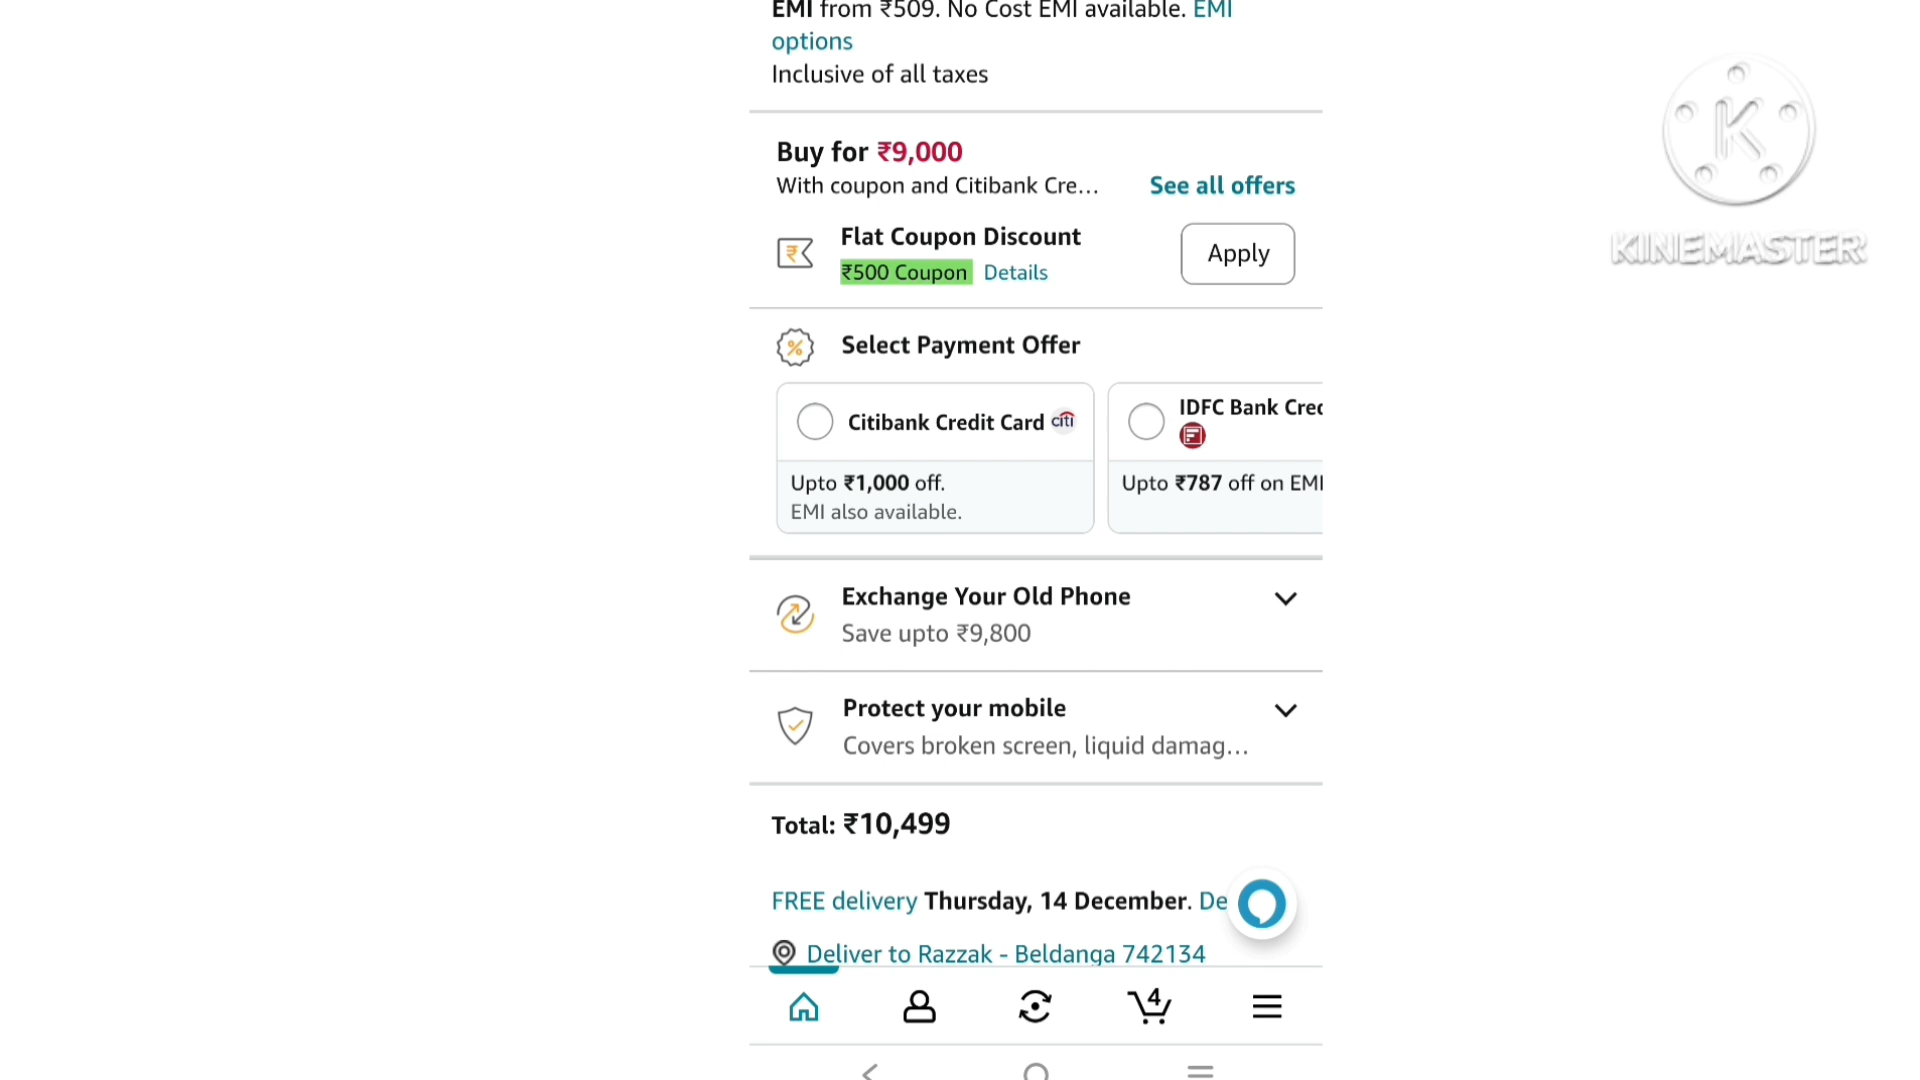 EMI from ₹509. No Cost EMI available. EMI
options
Inclusive of all taxes
Buy for ₹9,000
With coupon and Citibank Cre...
See all offers
Flat Coupon Discount
₹500 Coupon Details
Apply
Select Payment Offer
Citibank Credit Card citi
Upto ₹1,000 off.
EMI also available.
IDFC Bank Cred
Upto ₹787 off on EMI
Exchange Your Old Phone
Save upto ₹9,800
Protect your mobile
Covers broken screen, liquid damag...
Total: ₹10,499
FREE delivery Thursday, 14 December. De
Deliver to Razzak - Beldanga 742134
4
K
KINEMASTER